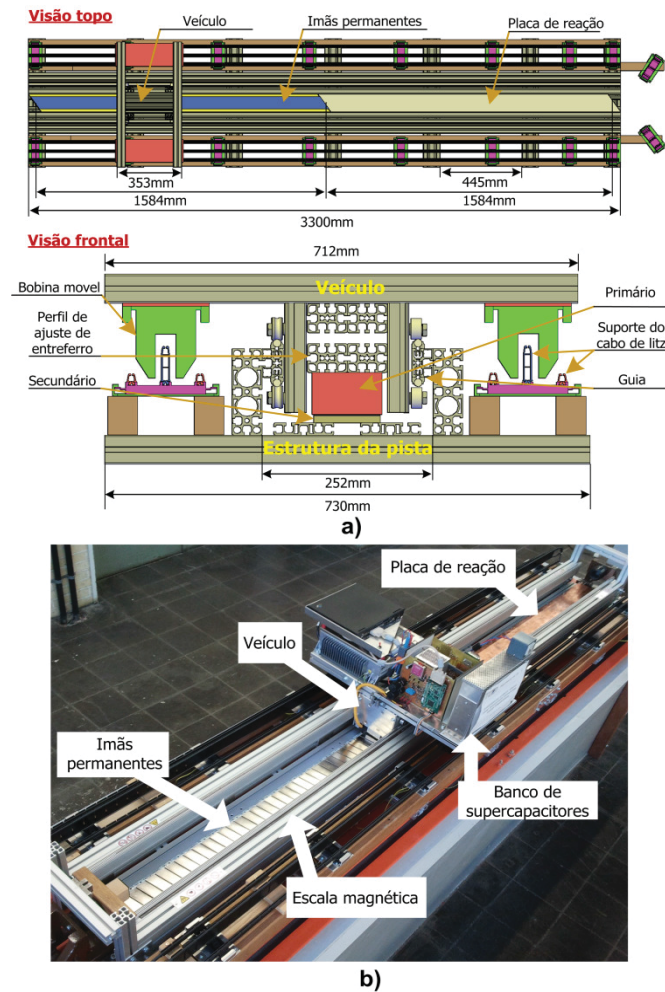 Visão topo
Veículo
Imãs permanentes
Placa de reação
353mm
445mm
1584mm
1584mm
3300mm
Visão frontal
712mm
Veículo
Bobina movel
Perfil de
ajuste de
entreferro
Secundário
Primário
Suporte do
cabo de litz
Guia
Estrutura da pista
252mm
730mm
a)
Placa de reação
Veículo
Imãs
permanentes
Banco de
supercapacitores
Escala magnética
b)